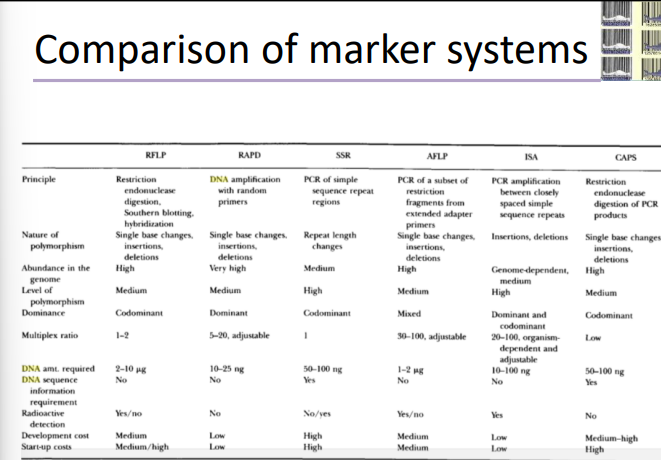 Comparison of marker systems
RFLP RAPD SSR AFLP ISA CAPS
Principle Restriction endonuclease digestion, Southern blotting, hybridization DNA amplification with random primers PCR of simple sequence repeat regions PCR of a subset of restriction fragments from extended adapter primers PCR amplification between closely spaced simple sequence repeats Restriction endonuclease digestion of PCR products
Nature of polymorphism Single base changes, insertions, deletions Single base changes, insertions, deletions Repeat length changes Single base changes, insertions, deletions Insertions, deletions Single base changes insertions, deletions
Abundance in the genome High Very high Medium High Genome-dependent, medium High
Level of polymorphism Medium Medium High Medium High Medium
Dominance Codominant Dominant Codominant Mixed Dominant and codominant Codominant
Multiplex ratio 1–2 5–20, adjustable 1 30–100, adjustable 20–100, organism-dependent and adjustable Low
DNA amt. required 2–10 µg 10–25 ng 50–100 ng 1–2 µg 10–100 ng 50–100 ng
DNA sequence information requirement No No Yes No No Yes
Radioactive detection Yes/no No No/yes Yes/no Yes No
Development cost Medium Low High Medium Low Medium–high
Start-up costs Medium/high Low High Medium Low High